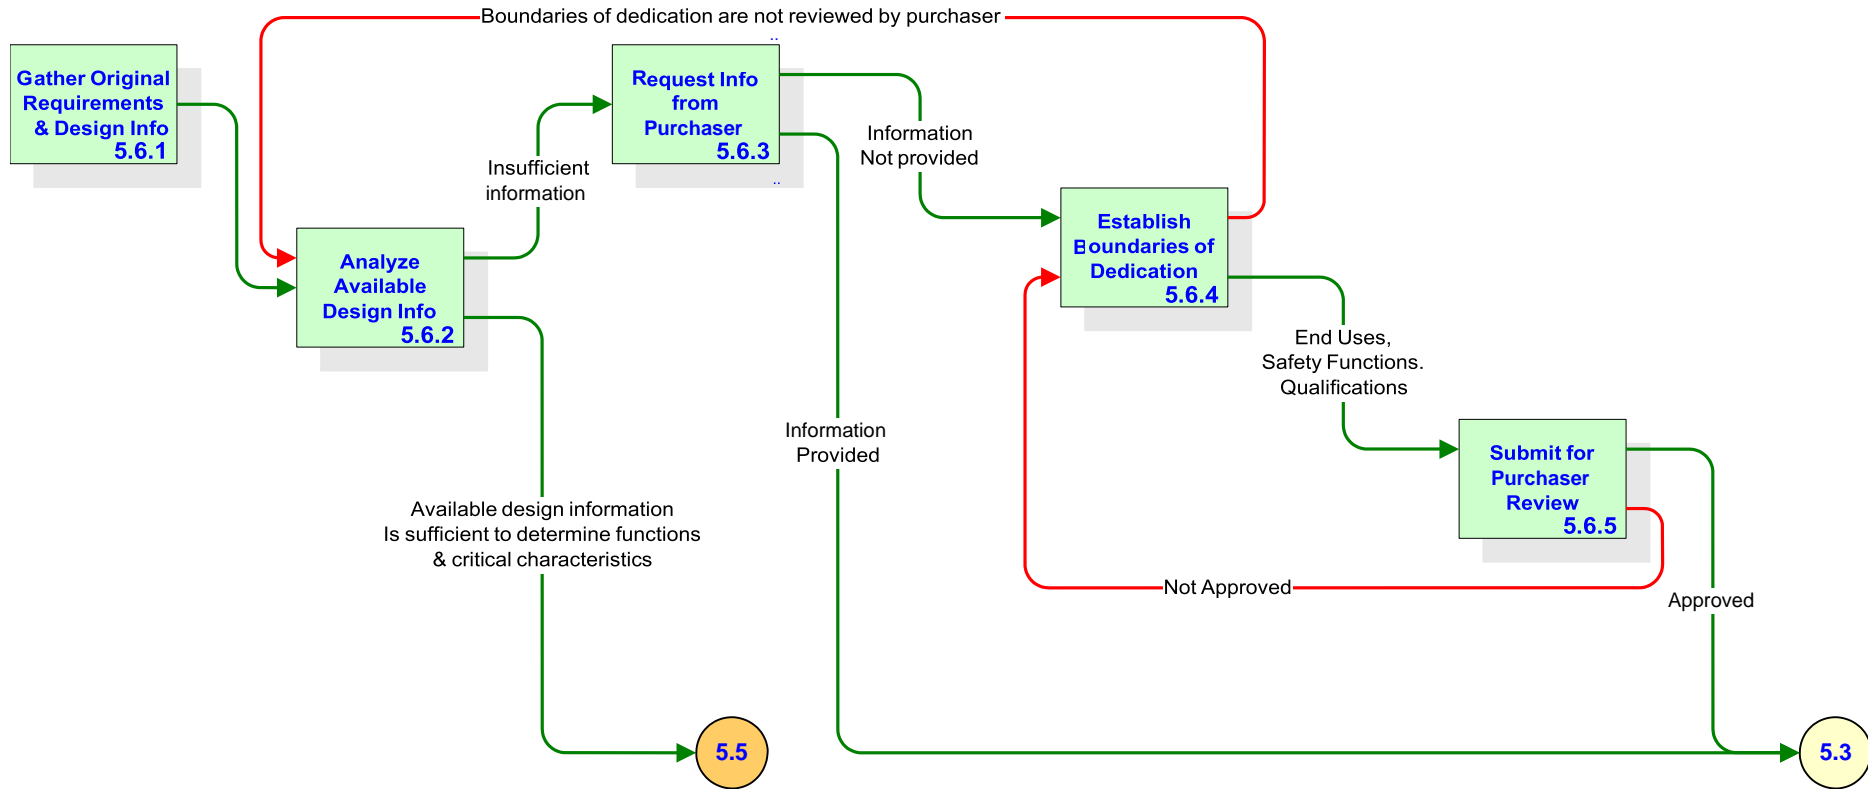 Boundaries of dedication are not reviewed by purchaser
..
Gather Original
Requirements
& Design Info
5.6.1
Request Info
from
Purchaser
5.6.3
..
Information
Not provided
Insufficient
information
Establish
Boundaries of
Dedication
5.6.4
Analyze
Available
Design Info
5.6.2
End Uses,
Safety Functions.
Qualifications
Information
Provided
Submit for
Purchaser
Review
5.6.5
Available design information
Is sufficient to determine functions
& critical characteristics
Not Approved
Approved
5.5
5.3